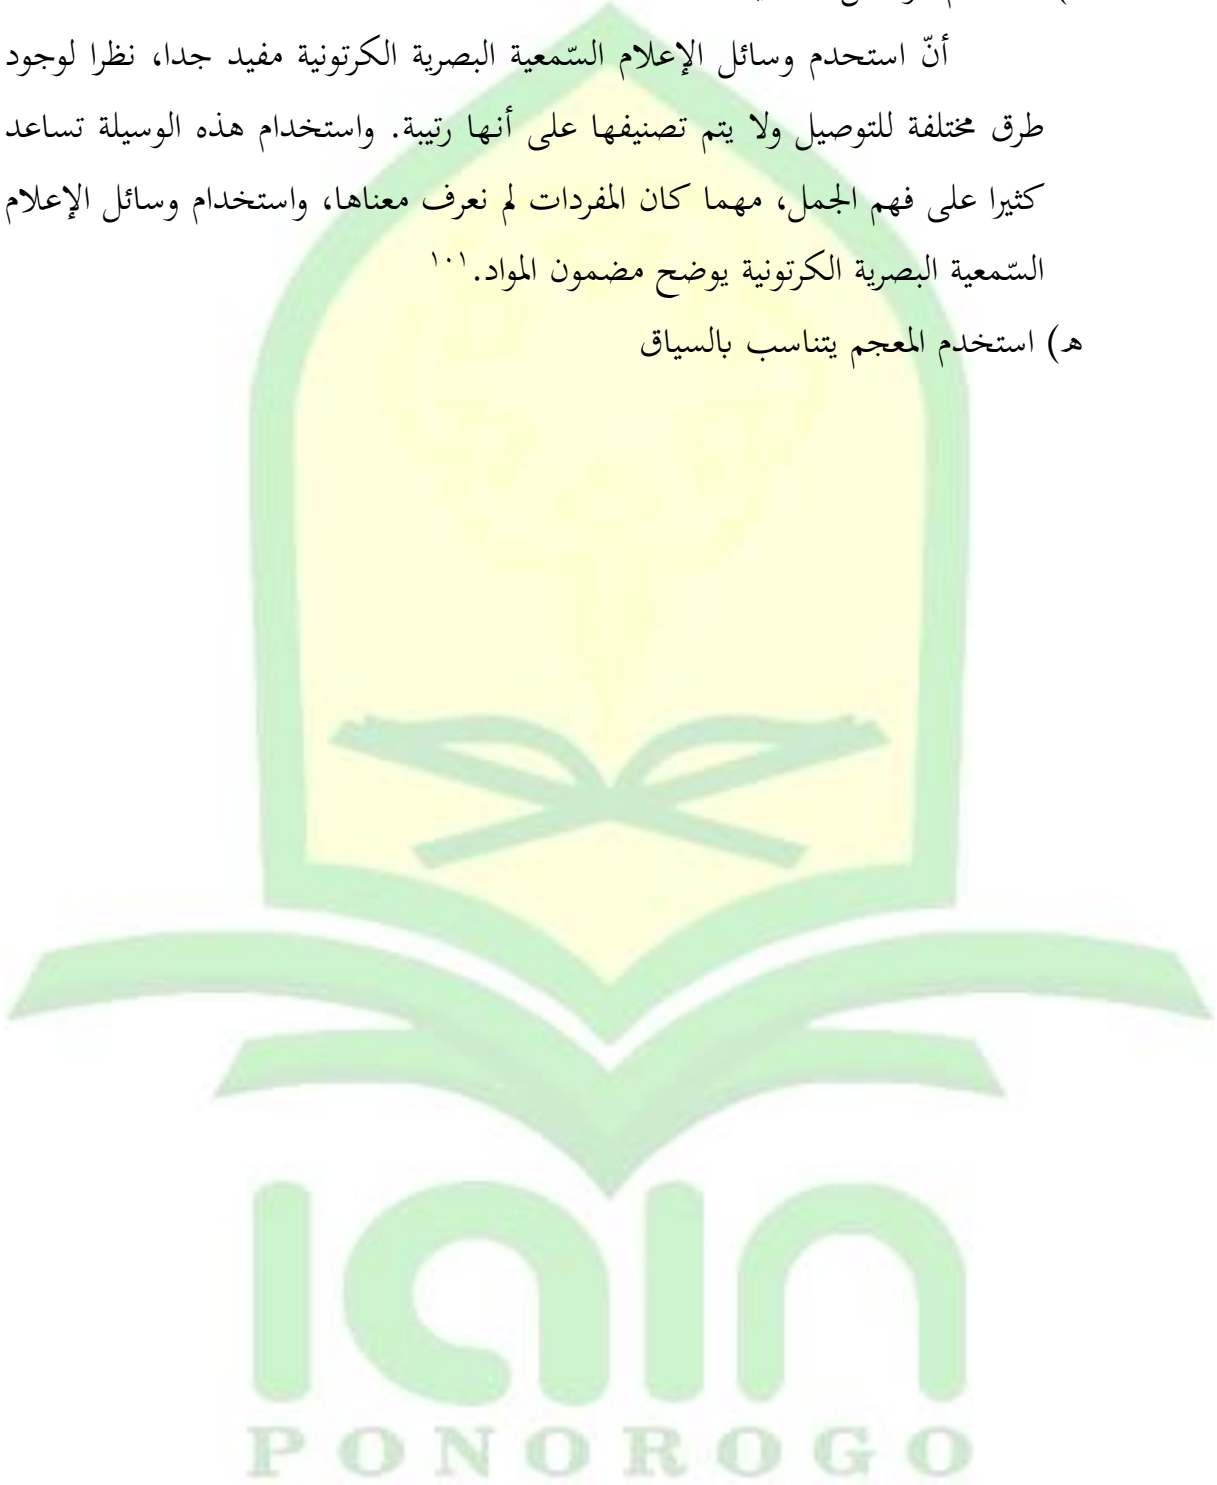 أنّ استحدم وسائل الإعلام السّمعية البصرية الكرتونية مفيد جدا، نظرا لوجود
طرق مختلفة للتوصيل ولا يتم تصنيفها على أنها رتيبة. واستخدام هذه الوسيلة تساعد
كثيرا على فهم الجمل، مهما كان المفردات لم نعرف معناها، واستخدام وسائل الإعلام
السّمعية البصرية الكرتونية يوضح مضمون المواد.١٠١
هـ) استخدم المعجم يتناسب بالسياق
iain
PONOROGO